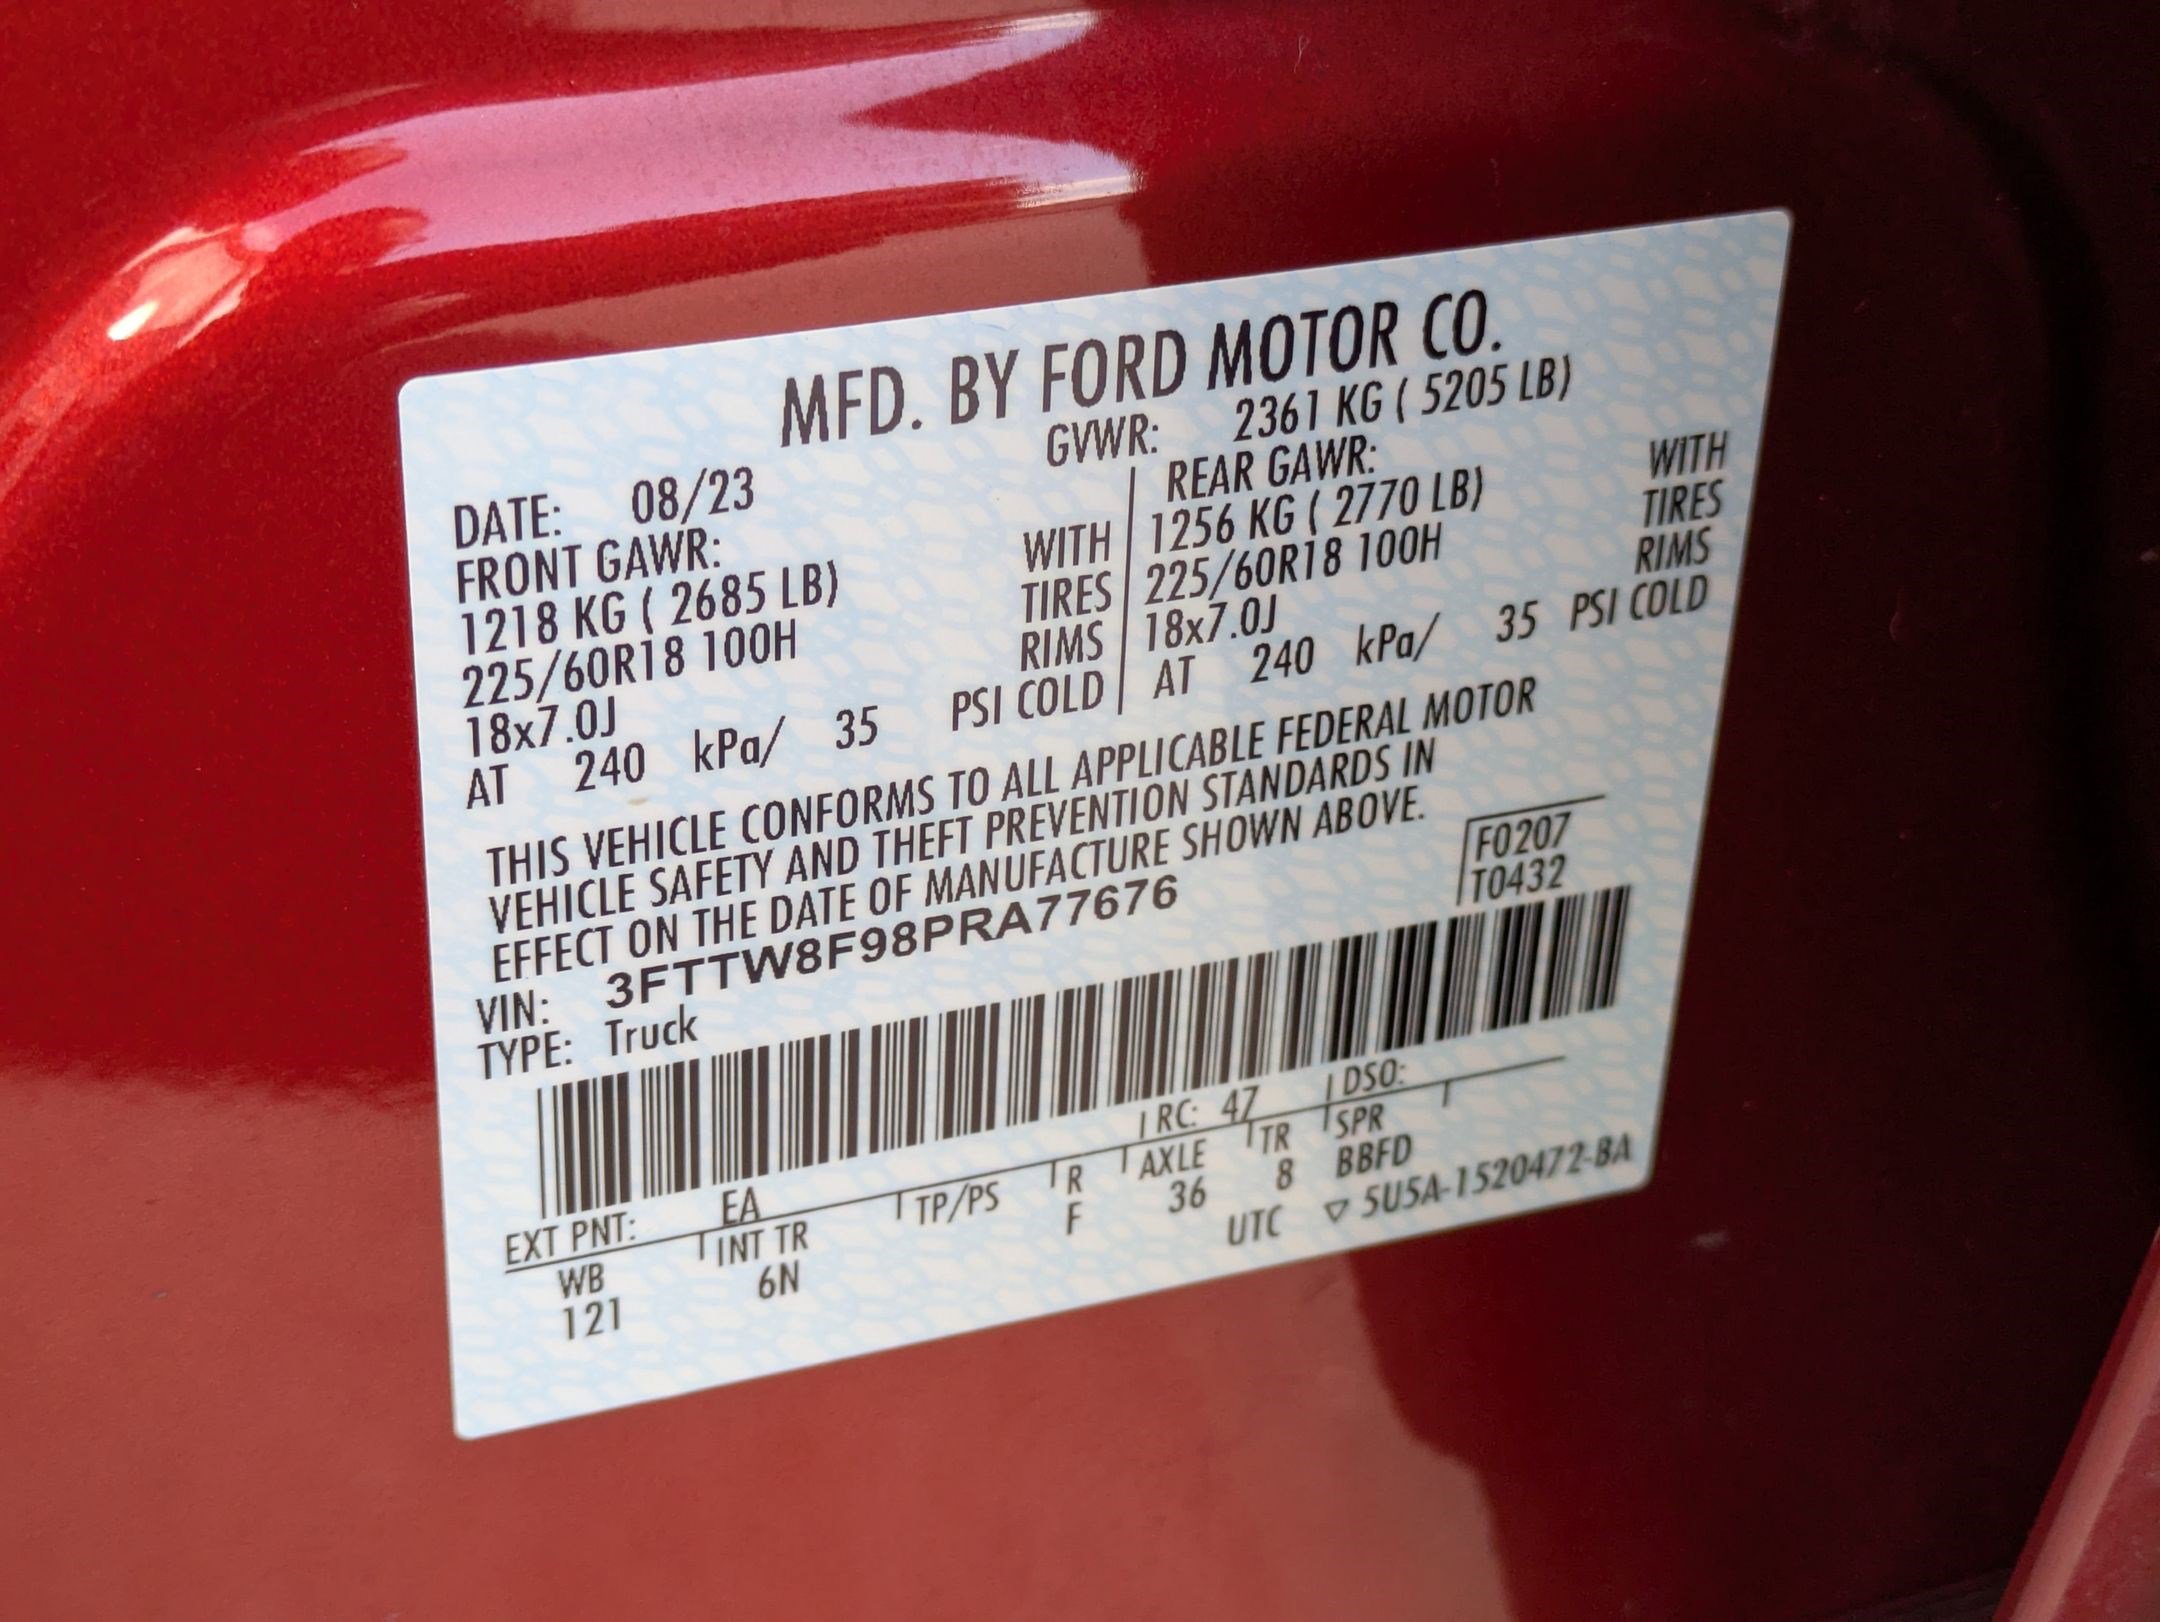 MFD. BY FORD MOTOR CO.
DATE: 08/23 GVWR: 2361 KG ( 5205 LB)
FRONT GAWR: REAR GAWR:
1218 KG ( 2685 LB) WITH 1256 KG ( 2770 LB) WITH
225/60R18 100H TIRES 225/60R18 100H TIRES
18x7.0J RIMS 18x7.0J RIMS
AT 240 kPa/ 35 PSI COLD AT 240 kPa/ 35 PSI COLD
THIS VEHICLE CONFORMS TO ALL APPLICABLE FEDERAL MOTOR
VEHICLE SAFETY AND THEFT PREVENTION STANDARDS IN
EFFECT ON THE DATE OF MANUFACTURE SHOWN ABOVE.
F0207
T0432
VIN: 3FTTW8F98PRA77676
TYPE: Truck
EXT PNT: EA RC: 47 DSO:
WB INT TR TP/PS R AXLE TR SPR
121 6N F 36 8 BBFD
UTC ▽ 5U5A-1520472-BA